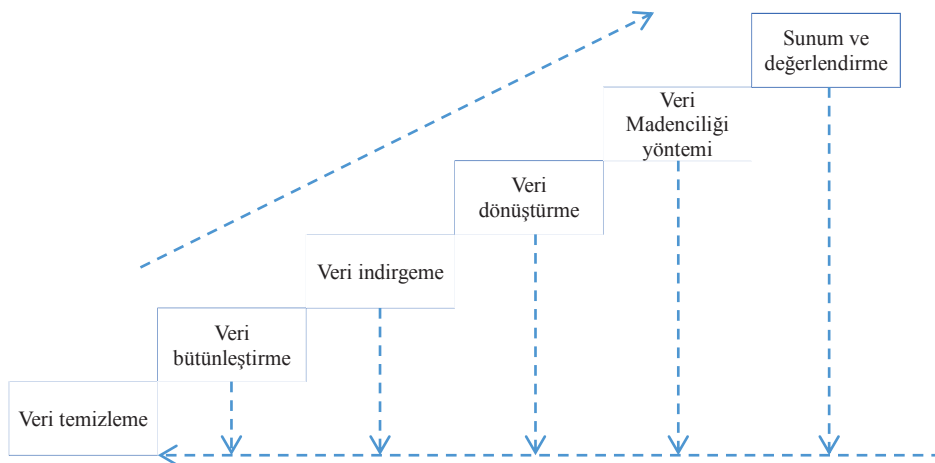 Sunum ve
değerlendirme
Veri
Madenciliği
yöntemi
Veri
dönüştürme
Veri indirgeme
Veri
bütünleştirme
Veri temizleme